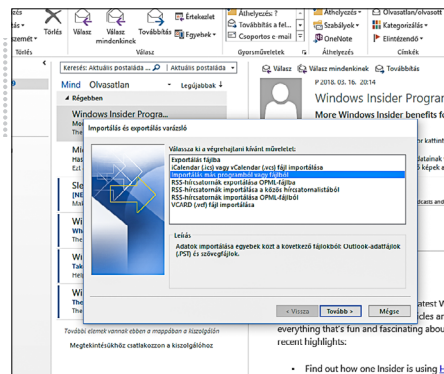 Törlés
Válasz
Válasz mindenkinek
Továbbítás
Értekezlet
Egyebek
Áthelyezés: ?
Továbbítás a fel...
Csoportos e-mail
Áthelyezés
Szabályok
OneNote
Olvasatlan/olvasott
Kategorizálás
Elintézendő
Törlés
Válasz
Gyorsműveletek
Áthelyezés
Címkék
Keresés: Aktuális postaláda ...
Aktuális postaláda
Mind Olvasatlan
Legújabbak
Régebben
Windows Insider Progra
Válasz Válasz mindenkinek Továbbítás
P 2018. 03. 16. 20:14
Windows Insider Progra...
More Windows Insider benefits fo
Importálás és exportálás varázsló
Válassza ki a végrehajtani kívánt műveletet:
Exportálás fájlba
iCalendar (.ics) vagy vCalendar (.vcs) fájl importálása
Importálás más programból vagy fájlból
RSS-hírcsatornák exportálása OPML-fájlba
RSS-hírcsatornák importálása a közös hírcsatornalistából
RSS-hírcsatornák importálása OPML-fájlból
VCARD (.vcf) fájl importálása
Leírás
Adatok importálása egyebek közt a következő fájlokból: Outlook-adatfájlok
(.PST) és szövegfájlok.
< Vissza
Tovább >
Mégse
További elemek vannak ebben a mappában a kiszolgálón
Megtekintésükhöz csatlakozzon a kiszolgálóhoz
everything that's fun and fascinating abou
recent highlights:
• Find out how one Insider is using H